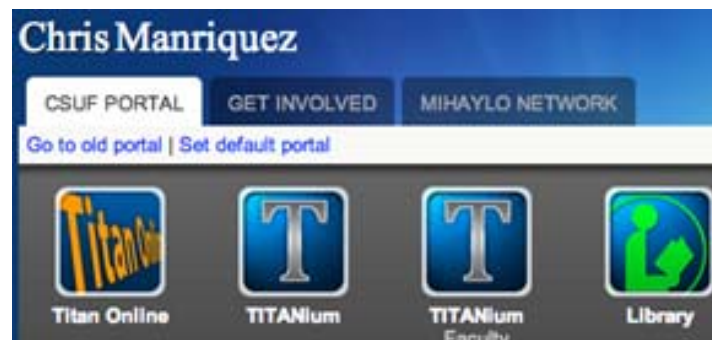 Chris Manriquez
CSUF PORTAL GET INVOLVED MIHAYLO NETWORK
Go to old portal | Set default portal
Titan Online T T
Titan Online TITANium TITANium Library
Faculty